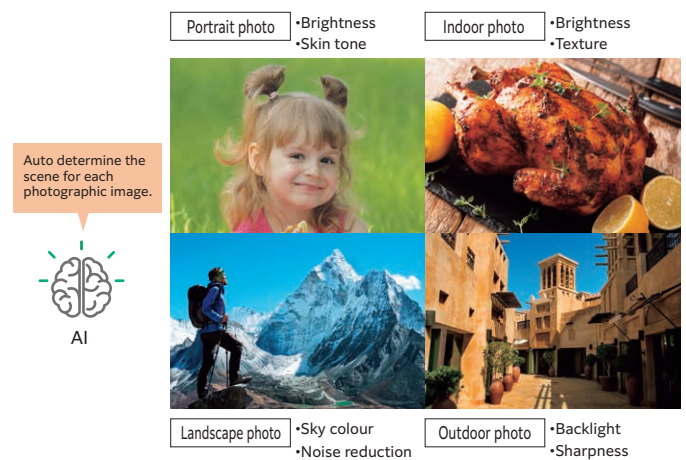 Portrait photo
•Brightness
•Skin tone
Indoor photo
•Brightness
•Texture
Auto determine the
scene for each
photographic image.
AI
Landscape photo
•Sky colour
•Noise reduction
Outdoor photo
•Backlight
•Sharpness